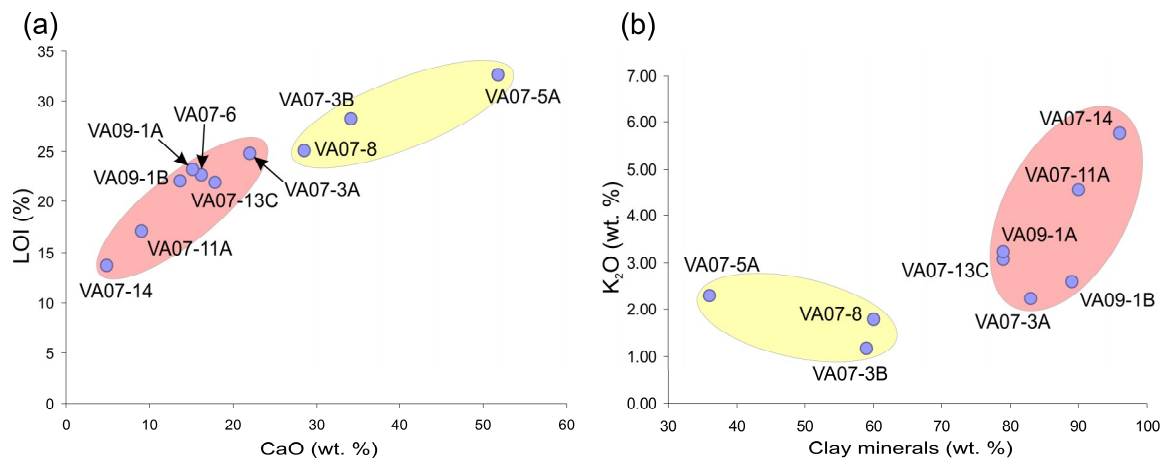 (a)
35
30
25
20
15
10
5
0
LOI (%)
0 10 20 30 40 50 60
CaO (wt. %)
VA07-6
VA09-1A
VA09-1B
VA07-13C
VA07-3A
VA07-11A
VA07-14
VA07-3B
VA07-8
VA07-5A
(b)
7.00
6.00
5.00
4.00
3.00
2.00
1.00
0.00
K₂O (wt. %)
30 40 50 60 70 80 90 100
Clay minerals (wt. %)
VA07-14
VA07-11A
VA09-1A
VA07-13C
VA09-1B
VA07-3A
VA07-5A
VA07-8
VA07-3B